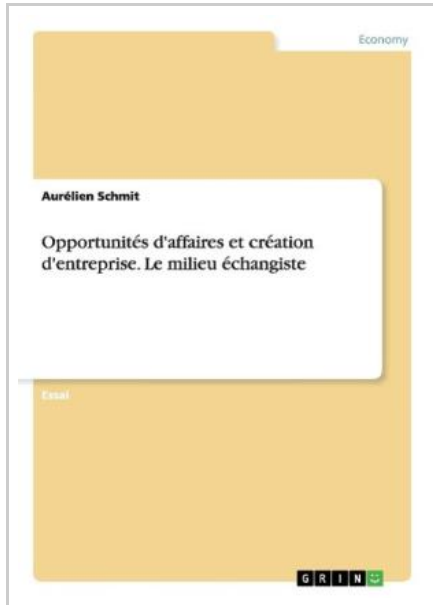 Economy
Aurélien Schmit
Opportunités d'affaires et création
d'entreprise. Le milieu échangiste
Essai
GRIN